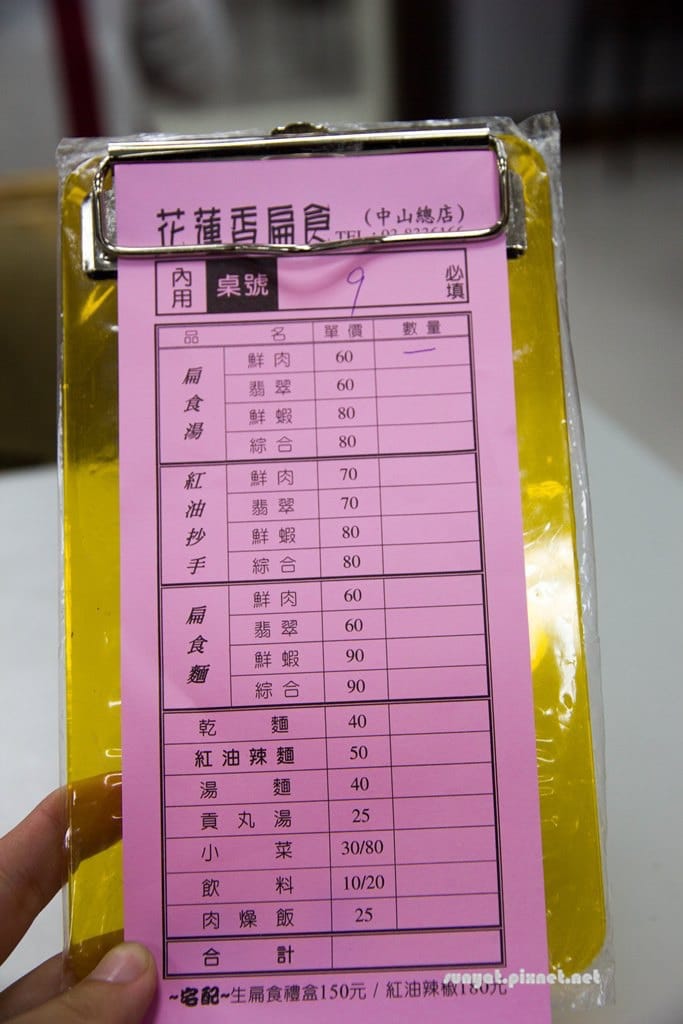 花蓮香扁食 (中山總店)
TEL:03-8326166
內用 桌號 9 必填
品名 單價 數量
扁食湯
鮮肉 60 一
翡翠 60
鮮蝦 80
綜合 80
紅油抄手
鮮肉 70
翡翠 70
鮮蝦 80
綜合 80
扁食麵
鮮肉 60
翡翠 60
鮮蝦 90
綜合 90
乾麵 40
紅油辣麵 50
湯麵 40
貢丸湯 25
小菜 30/80
飲料 10/20
肉燥飯 25
合計
~宅配~生扁食禮盒150元 / 紅油辣椒180元
sunyat.pixnet.net